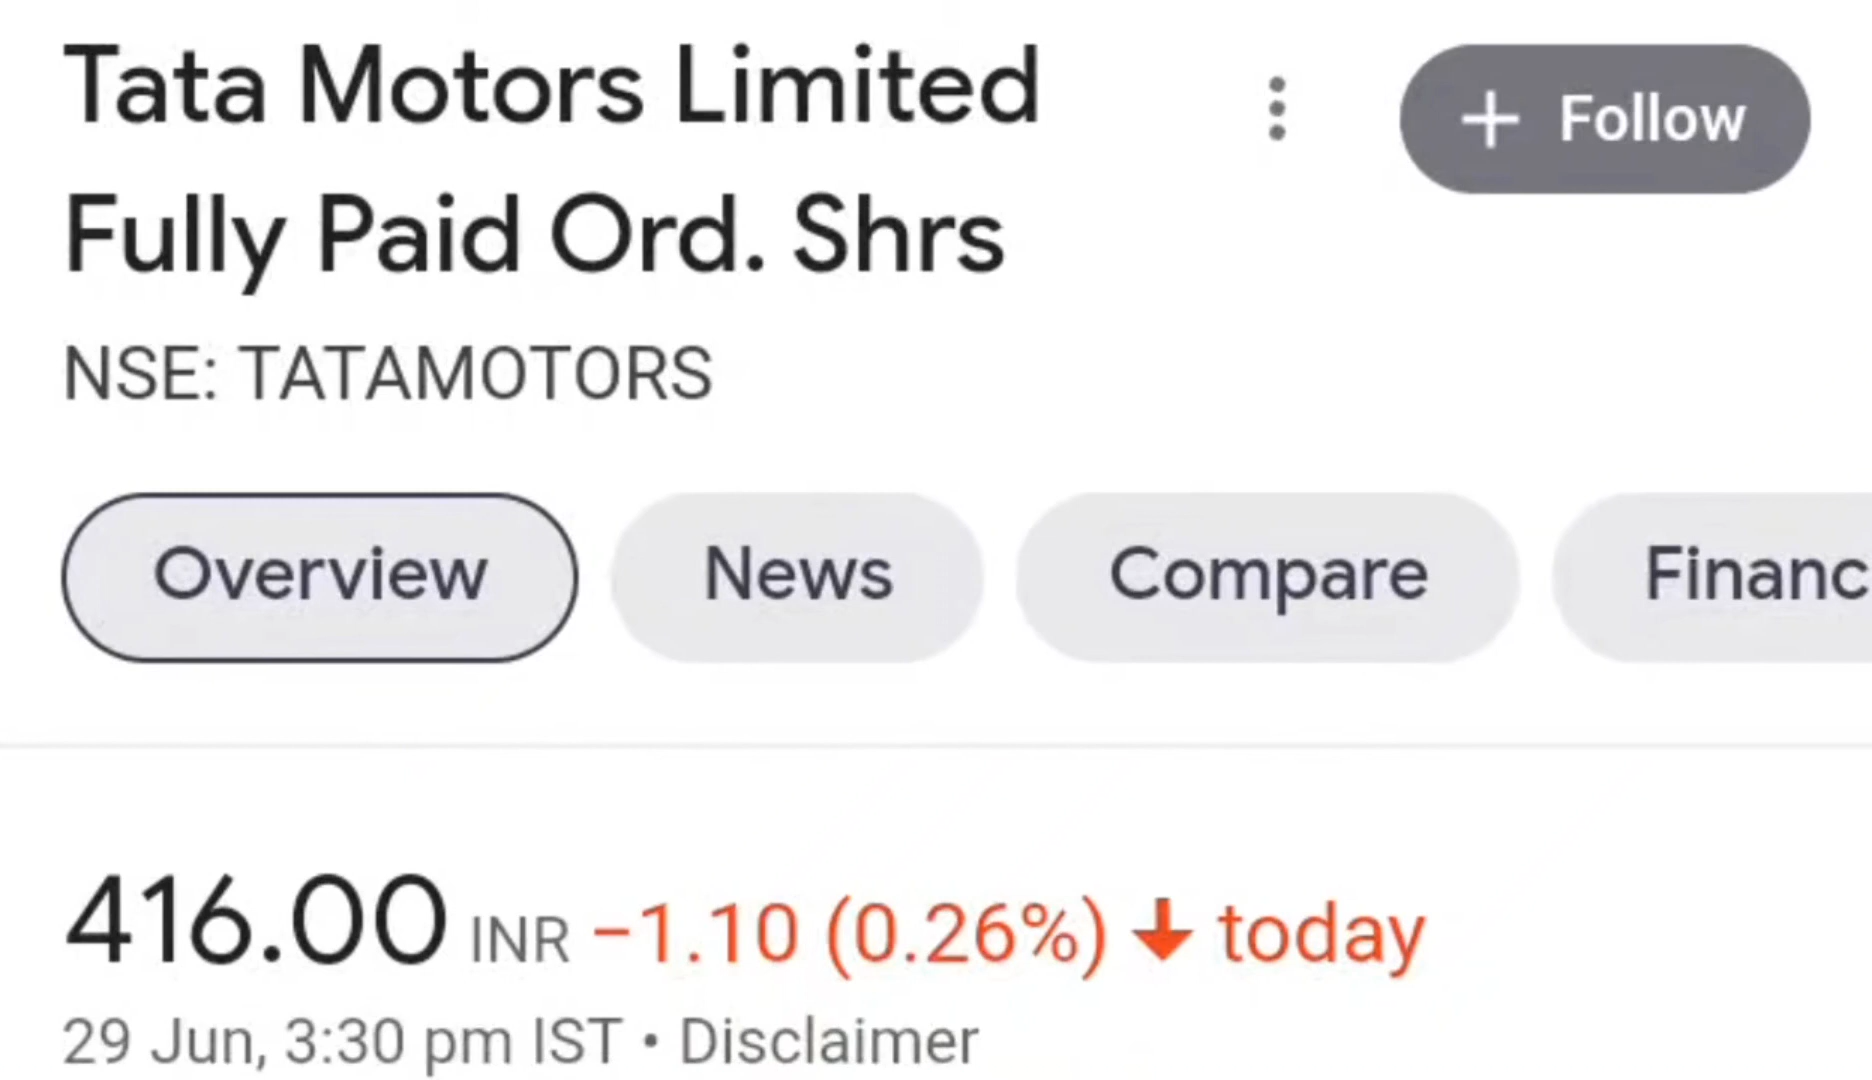 Tata Motors Limited
Fully Paid Ord. Shrs
+ Follow
NSE: TATAMOTORS
Overview News Compare Financ
416.00 INR −1.10 (0.26%) ↓ today
29 Jun, 3:30 pm IST • Disclaimer